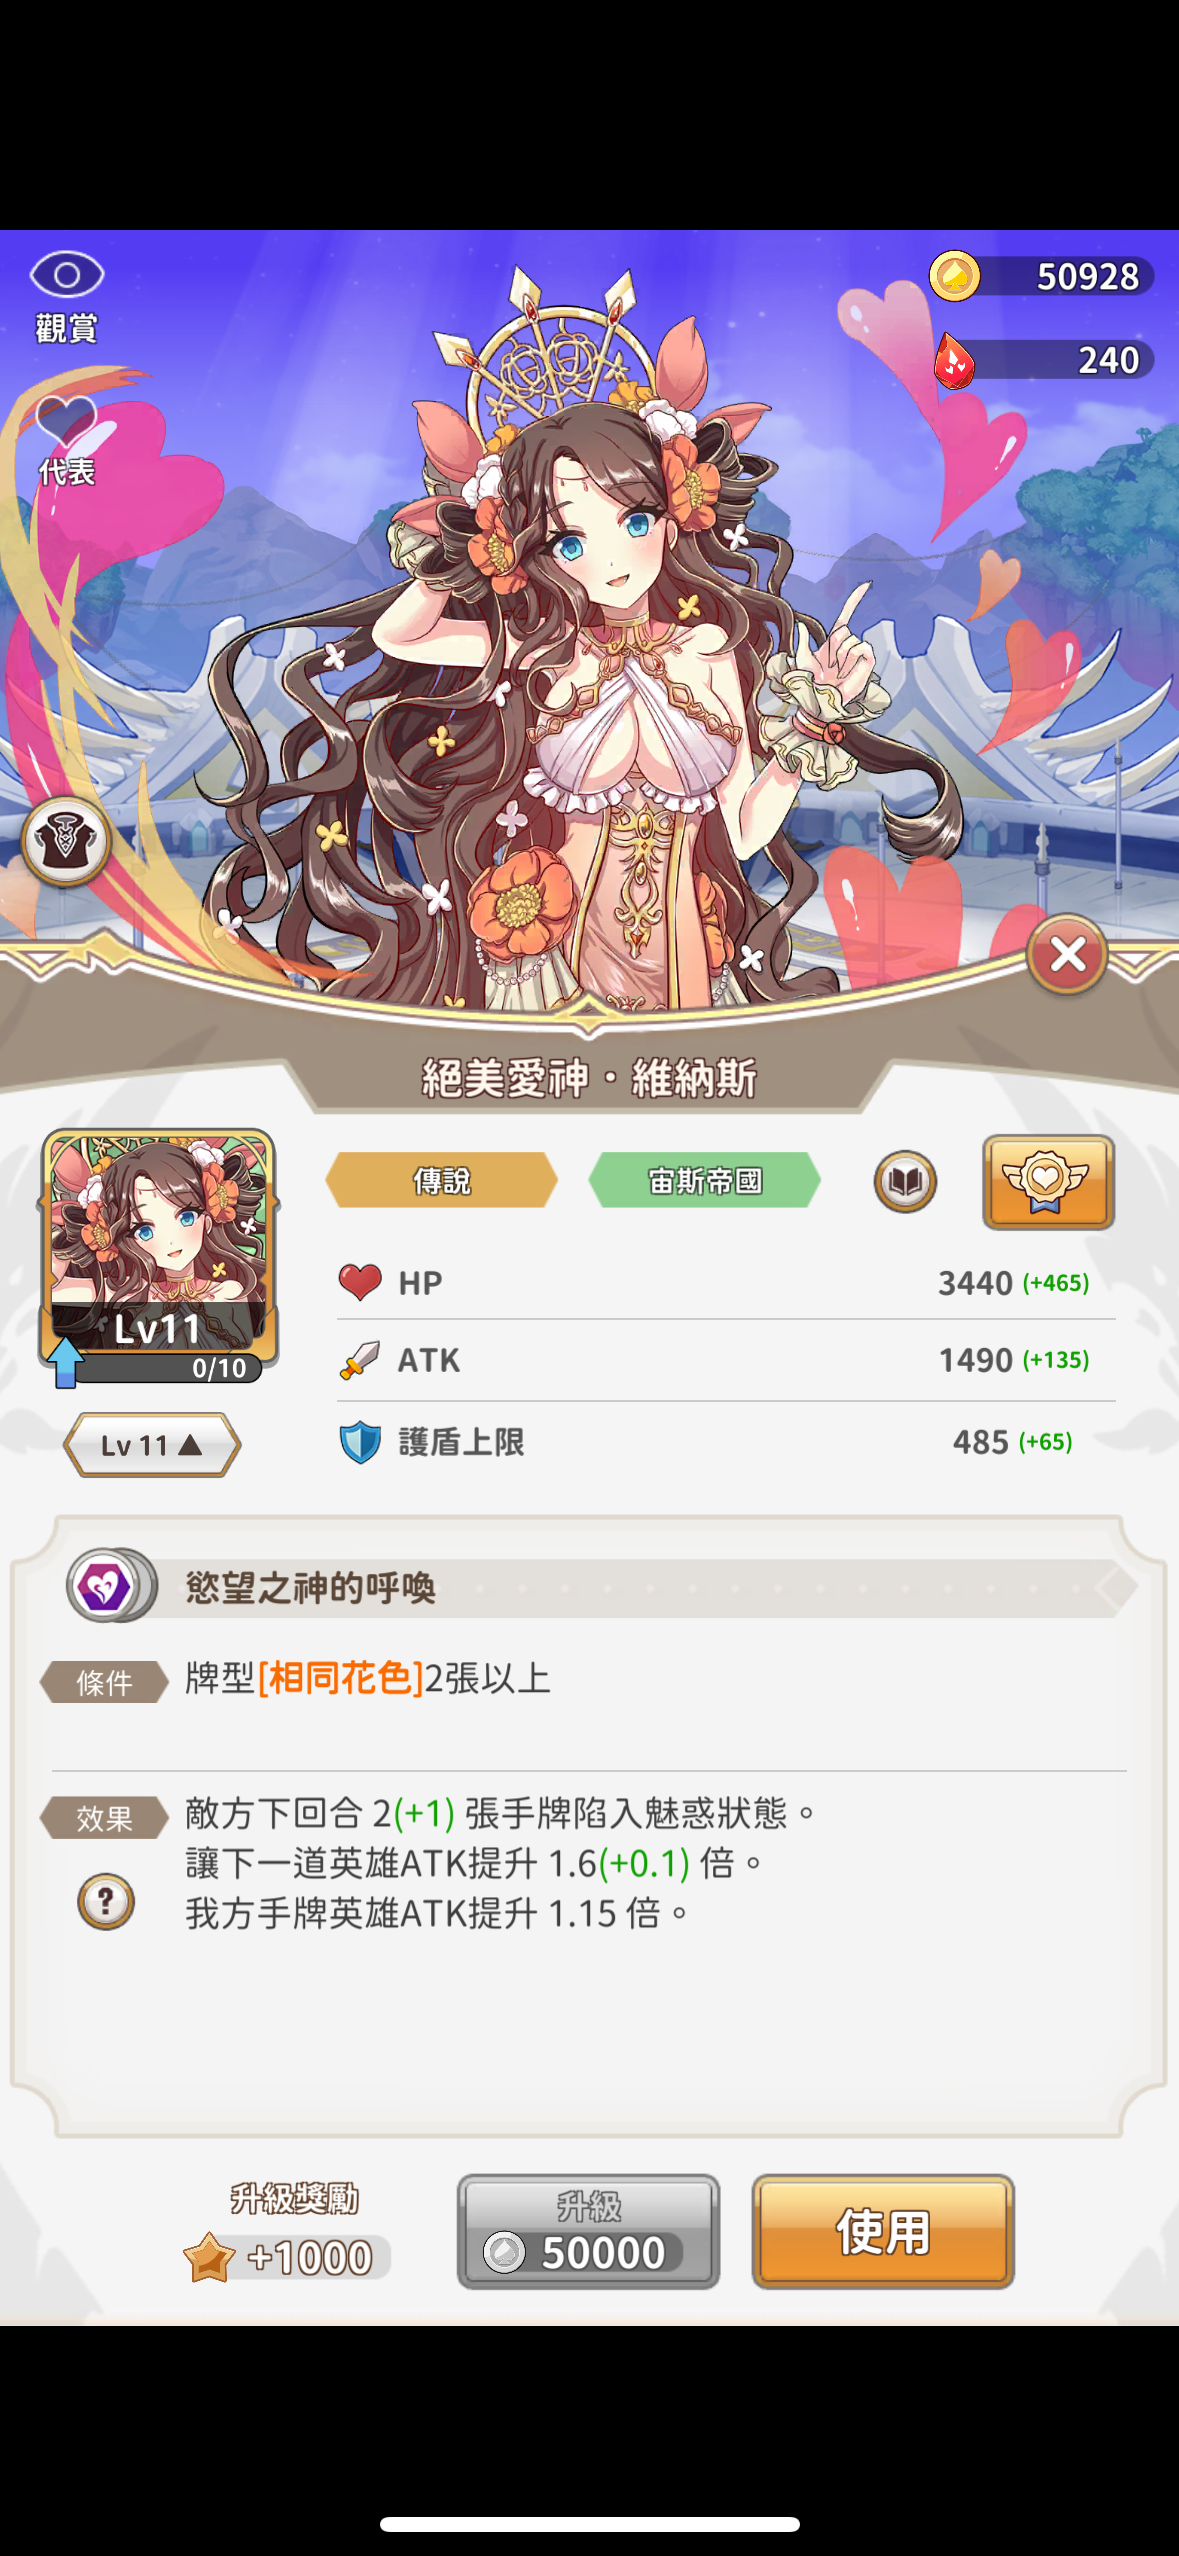 觀賞
50928
240
代表
絕美愛神・維納斯
傳說
宙斯帝國
HP 3440 (+465)
Lv11
0/10
ATK 1490 (+135)
Lv 11 ▲
護盾上限 485 (+65)
慾望之神的呼喚
條件 牌型[相同花色]2張以上
效果 敵方下回合 2(+1) 張手牌陷入魅惑狀態。
讓下一道英雄ATK提升 1.6(+0.1) 倍。
?
我方手牌英雄ATK提升 1.15 倍。
升級獎勵
+1000
升級
50000
使用